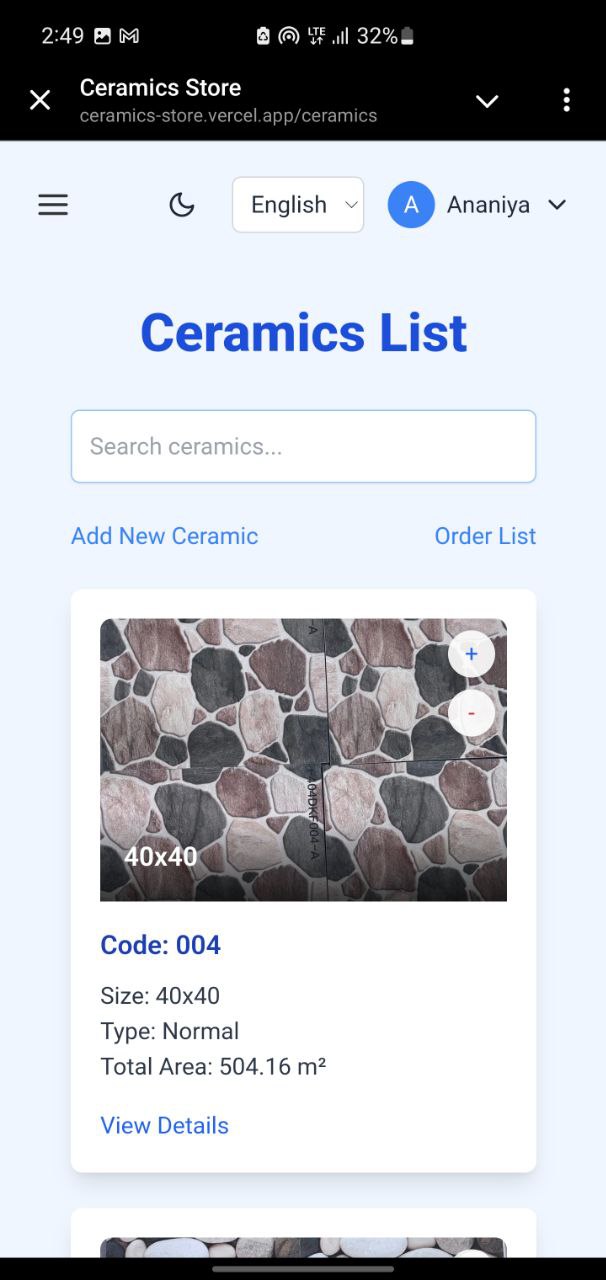 2:49 LTE 32%
Ceramics Store
ceramics-store.vercel.app/ceramics
English A Ananiya
Ceramics List
Search ceramics...
Add New Ceramic Order List
-A
+
-
404DKF004-A
40x40
Code: 004
Size: 40x40
Type: Normal
Total Area: 504.16 m²
View Details